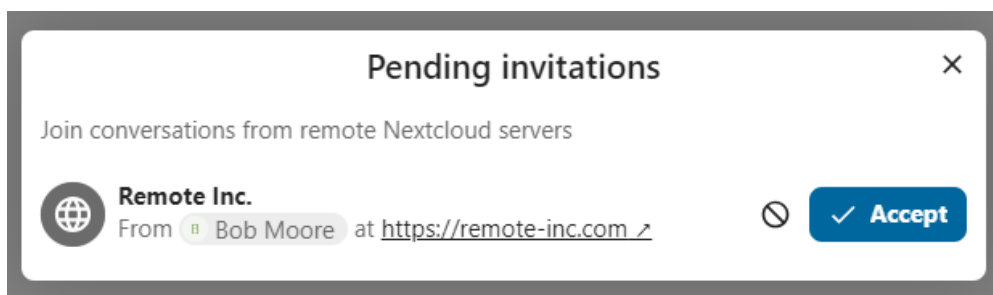 Pending invitations
Join conversations from remote Nextcloud servers
Remote Inc.
From B Bob Moore at https://remote-inc.com ↗
Accept